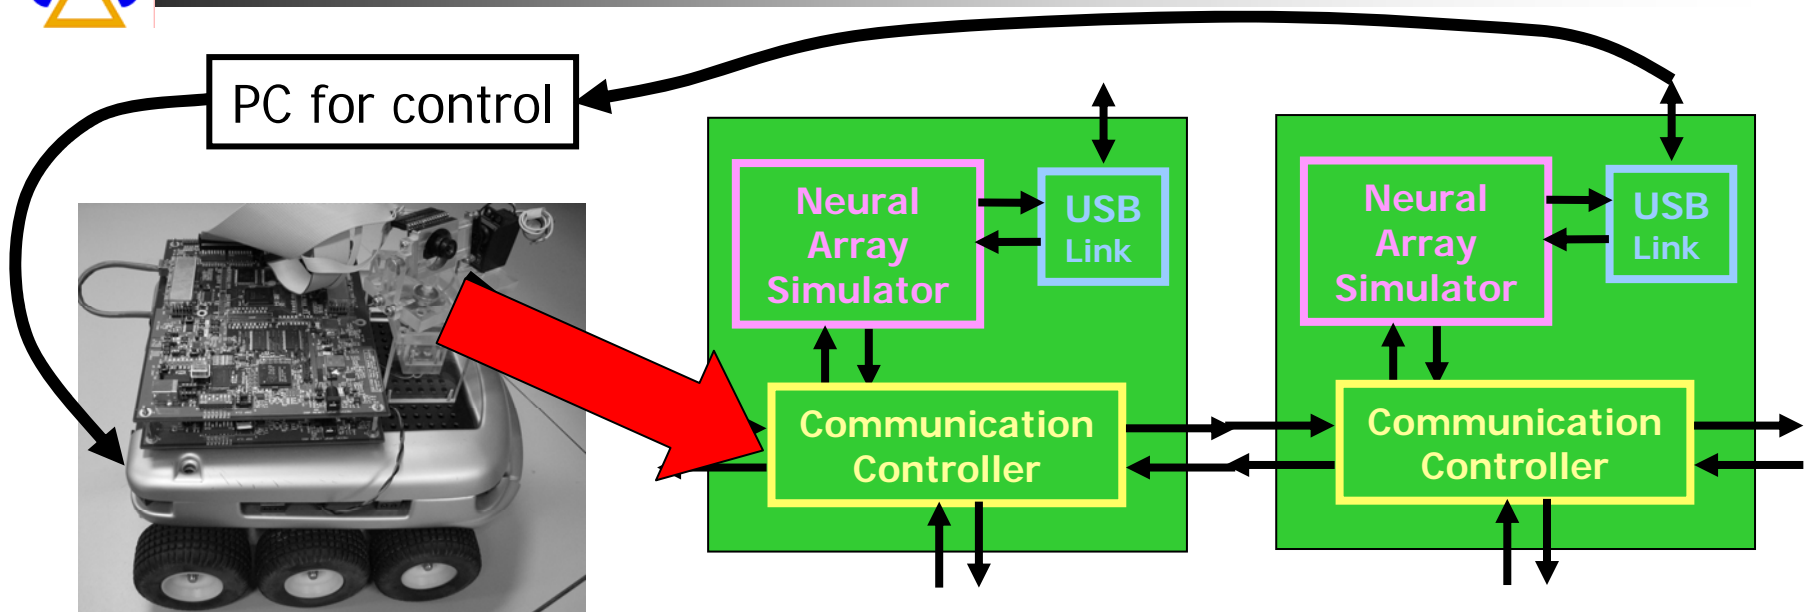 PC for control
Neural
Array
Simulator
USB
Link
Communication
Controller
Neural
Array
Simulator
USB
Link
Communication
Controller